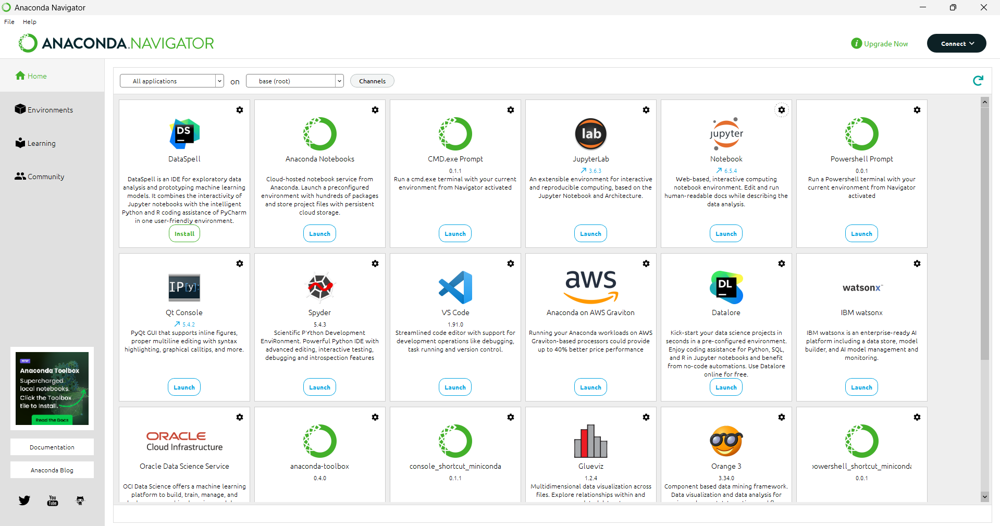 Anaconda Navigator
File Help
ANACONDA.NAVIGATOR
Upgrade Now
Connect
Home
Environments
Learning
Community
All applications on base (root) Channels
DS
DataSpell
DataSpell is an IDE for exploratory data
analysis and prototyping machine learning
models. It combines the interactivity of
Jupyter notebooks with the intelligent
Python and R coding assistance of PyCharm
in one user-friendly environment.
Install
Anaconda Notebooks
Cloud-hosted notebook service from
Anaconda. Launch a preconfigured
environment with hundreds of packages
and store project files with persistent
cloud storage.
Launch
CMD.exe Prompt
0.1.1
Run a cmd.exe terminal with your current
environment from Navigator activated
Launch
lab
JupyterLab
3.6.3
An extensible environment for interactive
and reproducible computing, based on the
Jupyter Notebook and Architecture.
Launch
jupyter
Notebook
6.5.4
Web-based, interactive computing
notebook environment. Edit and run
human-readable docs while describing the
data analysis.
Launch
Powershell Prompt
0.0.1
Run a Powershell terminal with your
current environment from Navigator
activated
Launch
IP[y]:
Qt Console
5.4.2
PyQt GUI that supports inline figures,
proper multiline editing with syntax
highlighting, graphical calltips, and more.
Launch
Spyder
5.4.3
Scientific PYthon Development
EnviRonment. Powerful Python IDE with
advanced editing, interactive testing,
debugging and introspection features
Launch
VS Code
1.91.0
Streamlined code editor with support for
development operations like debugging,
task running and version control.
Launch
aws
Anaconda on AWS Graviton
Running your Anaconda workloads on AWS
Graviton-based processors could provide
up to 40% better price performance
Launch
DL
Datalore
Kick-start your data science projects in
seconds in a pre-configured environment.
Enjoy coding assistance for Python, SQL,
and R in Jupyter notebooks and benefit
from no-code automations. Use Datalore
online for free.
Launch
watsonx
IBM watsonx
IBM watsonx is an enterprise-ready AI
platform including a data store, model
builder, and AI model management and
monitoring.
Launch
ORACLE
Cloud Infrastructure
Oracle Data Science Service
OCI Data Science offers a machine learning
platform to build, train, manage, and
anaconda-toolbox
0.4.0
console_shortcut_miniconda
0.1.1
Glueviz
1.2.4
Multidimensional data visualization across
files. Explore relationships within and
Orange 3
3.34.0
Component based data mining framework.
Data visualization and data analysis for
powershell_shortcut_miniconda
0.0.1
NEW
Anaconda Toolbox
Supercharged
local notebooks.
Click the Toolbox
tile to Install.
Read the Docs
Documentation
Anaconda Blog
You
Tube